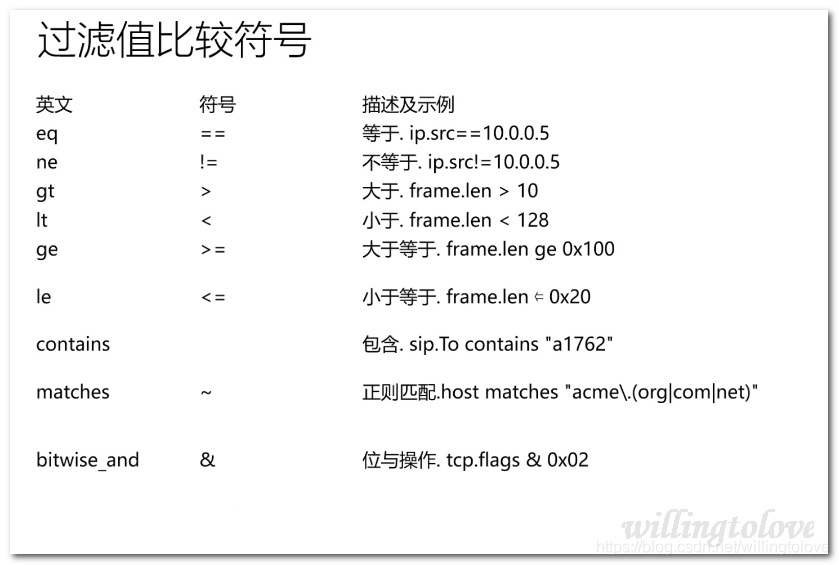 过滤值比较符号
英文 符号 描述及示例
eq == 等于. ip.src==10.0.0.5
ne != 不等于. ip.src!=10.0.0.5
gt > 大于. frame.len > 10
lt < 小于. frame.len < 128
ge >= 大于等于. frame.len ge 0x100
le <= 小于等于. frame.len ⋸ 0x20
contains 包含. sip.To contains "a1762"
matches ~ 正则匹配.host matches "acme\.(org|com|net)"
bitwise_and & 位与操作. tcp.flags & 0x02
willingtolove
https://blog.csdn.net/willingtolove